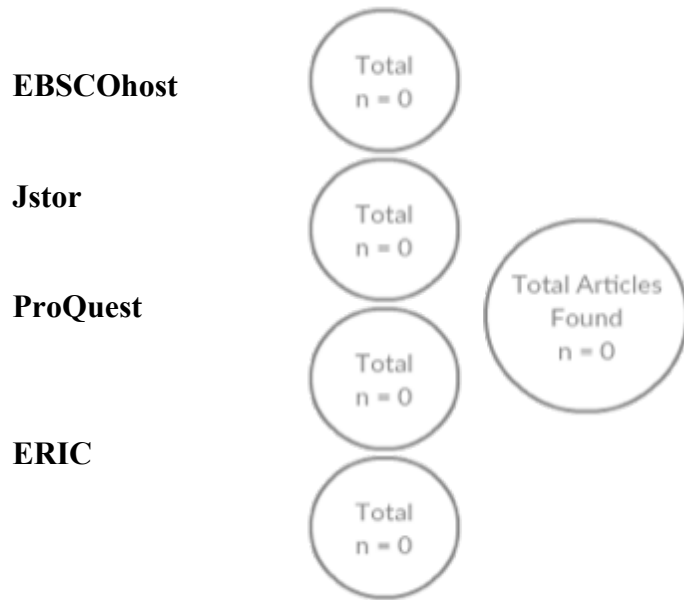 EBSCOhost
Total
n = 0
Jstor
Total
n = 0
ProQuest
Total
n = 0
ERIC
Total
n = 0
Total Articles
Found
n = 0